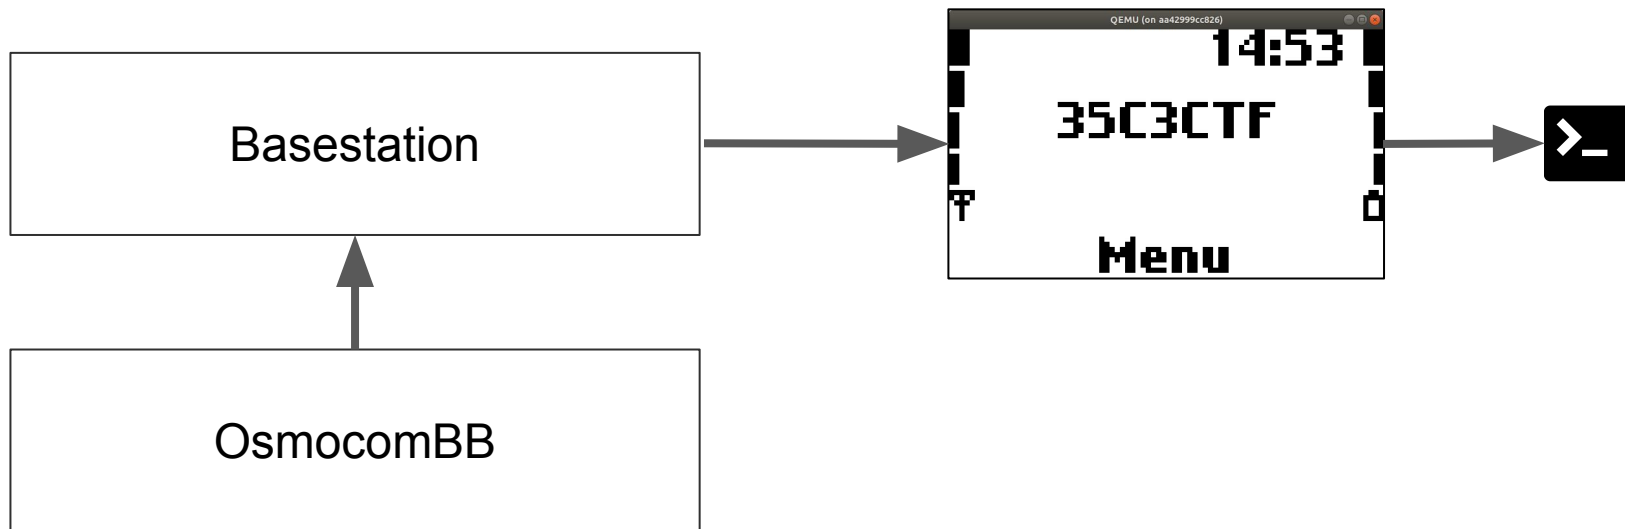 QEMU (on aa42999cc826)
14:53
Basestation
35C3CTF
Menu
OsmocomBB